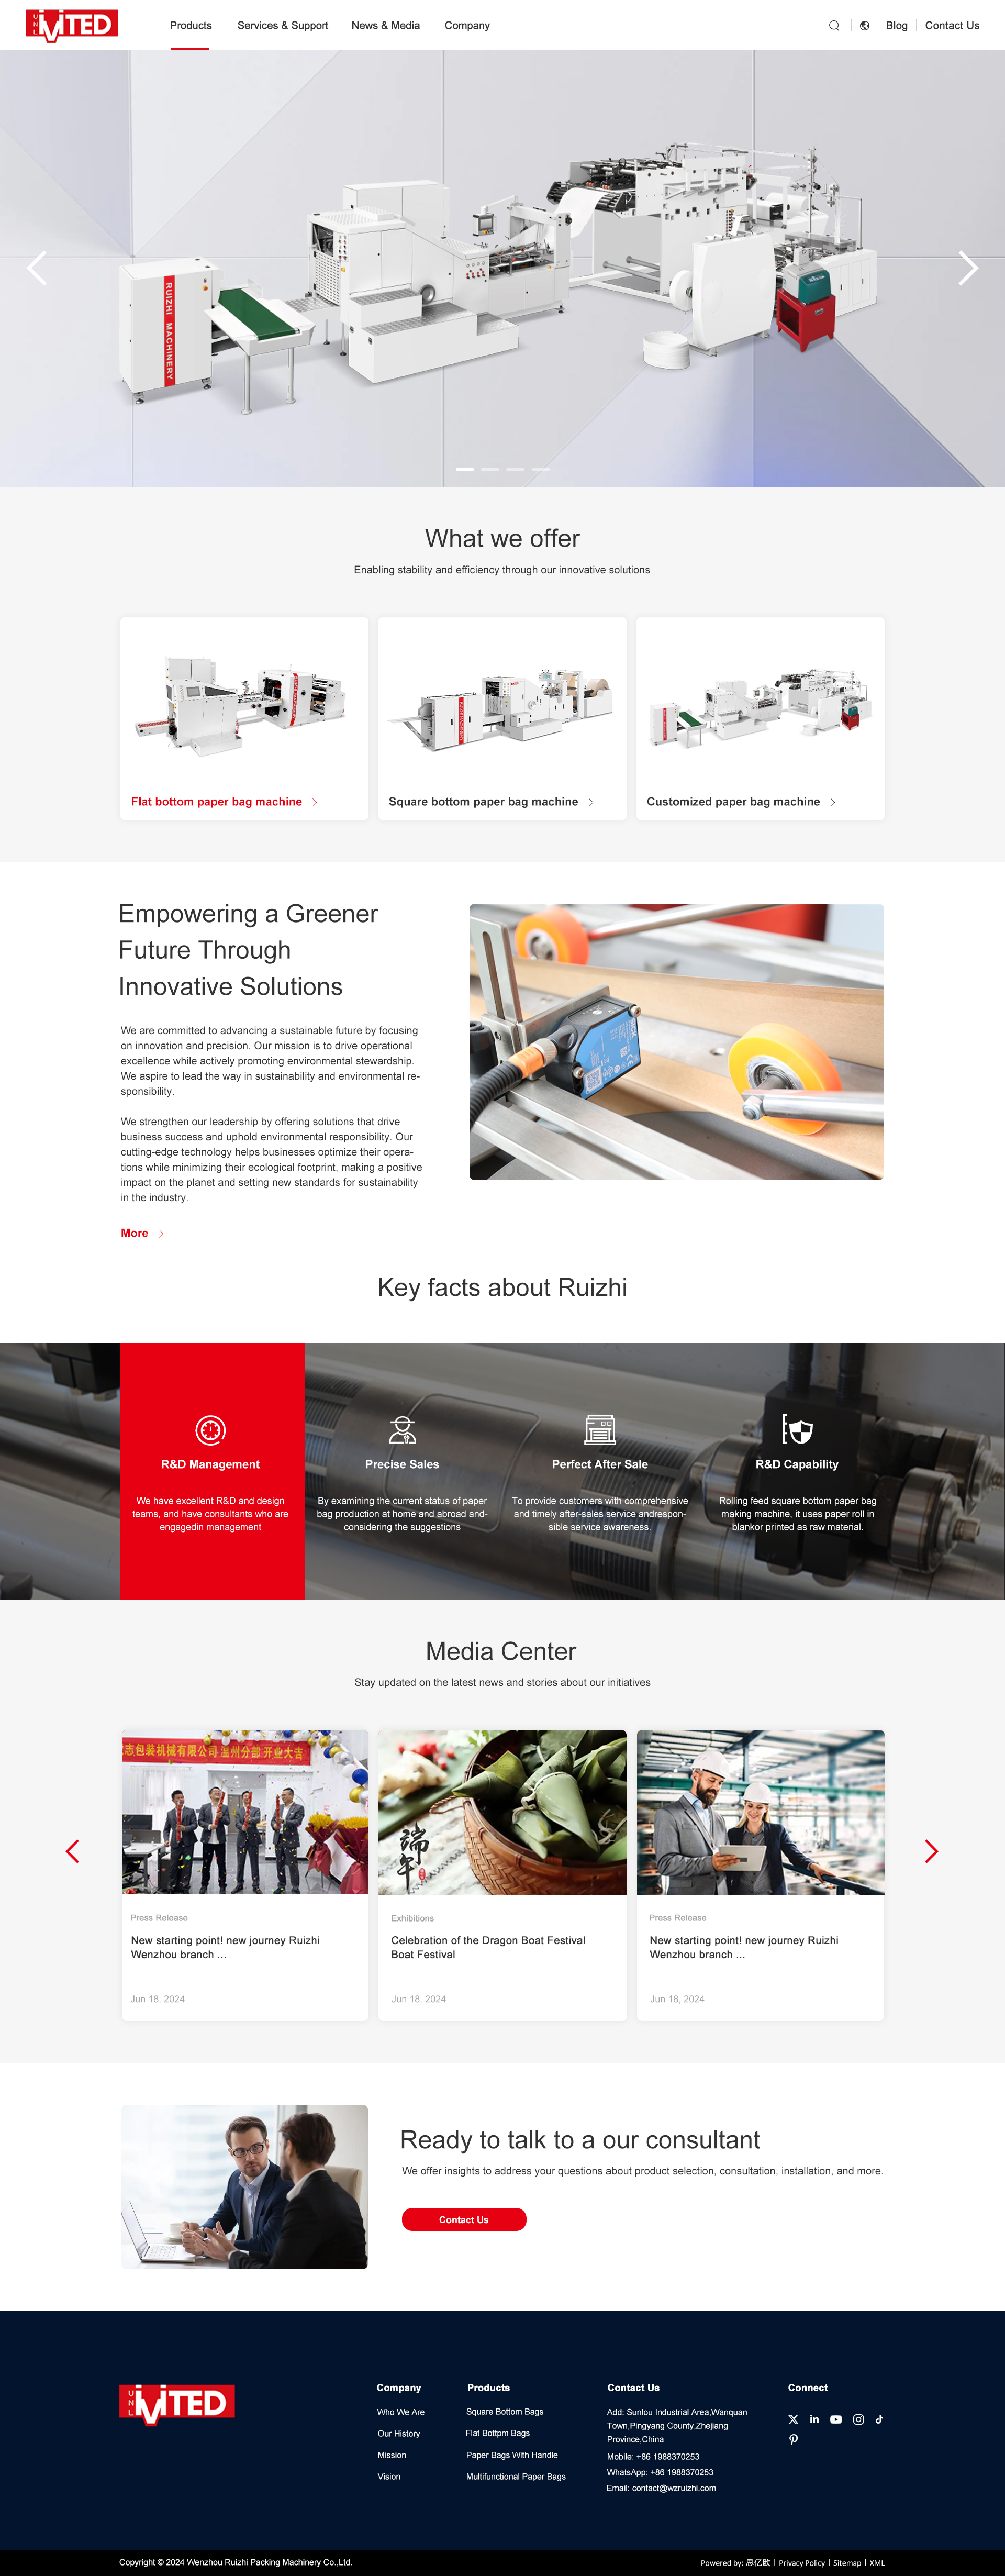 UNLIMITED
Products
Services & Support
News & Media
Company
Blog
Contact Us
RUIZHI MACHINERY
What we offer
Enabling stability and efficiency through our innovative solutions
Flat bottom paper bag machine
Square bottom paper bag machine
Customized paper bag machine
Empowering a Greener
Future Through
Innovative Solutions
We are committed to advancing a sustainable future by focusing
on innovation and precision. Our mission is to drive operational
excellence while actively promoting environmental stewardship.
We aspire to lead the way in sustainability and environmental re-
sponsibility.
We strengthen our leadership by offering solutions that drive
business success and uphold environmental responsibility. Our
cutting-edge technology helps businesses optimize their opera-
tions while minimizing their ecological footprint, making a positive
impact on the planet and setting new standards for sustainability
in the industry.
More
Key facts about Ruizhi
R&D Management
We have excellent R&D and design
teams, and have consultants who are
engagedin management
Precise Sales
By examining the current status of paper
bag production at home and abroad and-
considering the suggestions
Perfect After Sale
To provide customers with comprehensive
and timely after-sales service andrespon-
sible service awareness.
R&D Capability
Rolling feed square bottom paper bag
making machine, it uses paper roll in
blankor printed as raw material.
Media Center
Stay updated on the latest news and stories about our initiatives
志包装机械有限公司温州分部开业大吉
端午
Press Release
New starting point! new journey Ruizhi
Wenzhou branch ...
Jun 18, 2024
Exhibitions
Celebration of the Dragon Boat Festival
Boat Festival
Jun 18, 2024
Press Release
New starting point! new journey Ruizhi
Wenzhou branch ...
Jun 18, 2024
Ready to talk to a our consultant
We offer insights to address your questions about product selection, consultation, installation, and more.
Contact Us
UNLIMITED
Company
Who We Are
Our History
Mission
Vision
Products
Square Bottom Bags
Flat Bottpm Bags
Paper Bags With Handle
Multifunctional Paper Bags
Contact Us
Add: Sunlou Industrial Area,Wanquan
Town,Pingyang County,Zhejiang
Province,China
Mobile: +86 1988370253
WhatsApp: +86 1988370253
Email: contact@wzruizhi.com
Connect
Copyright © 2024 Wenzhou Ruizhi Packing Machinery Co.,Ltd.
Powered by: 思亿欧 | Privacy Policy | Sitemap | XML